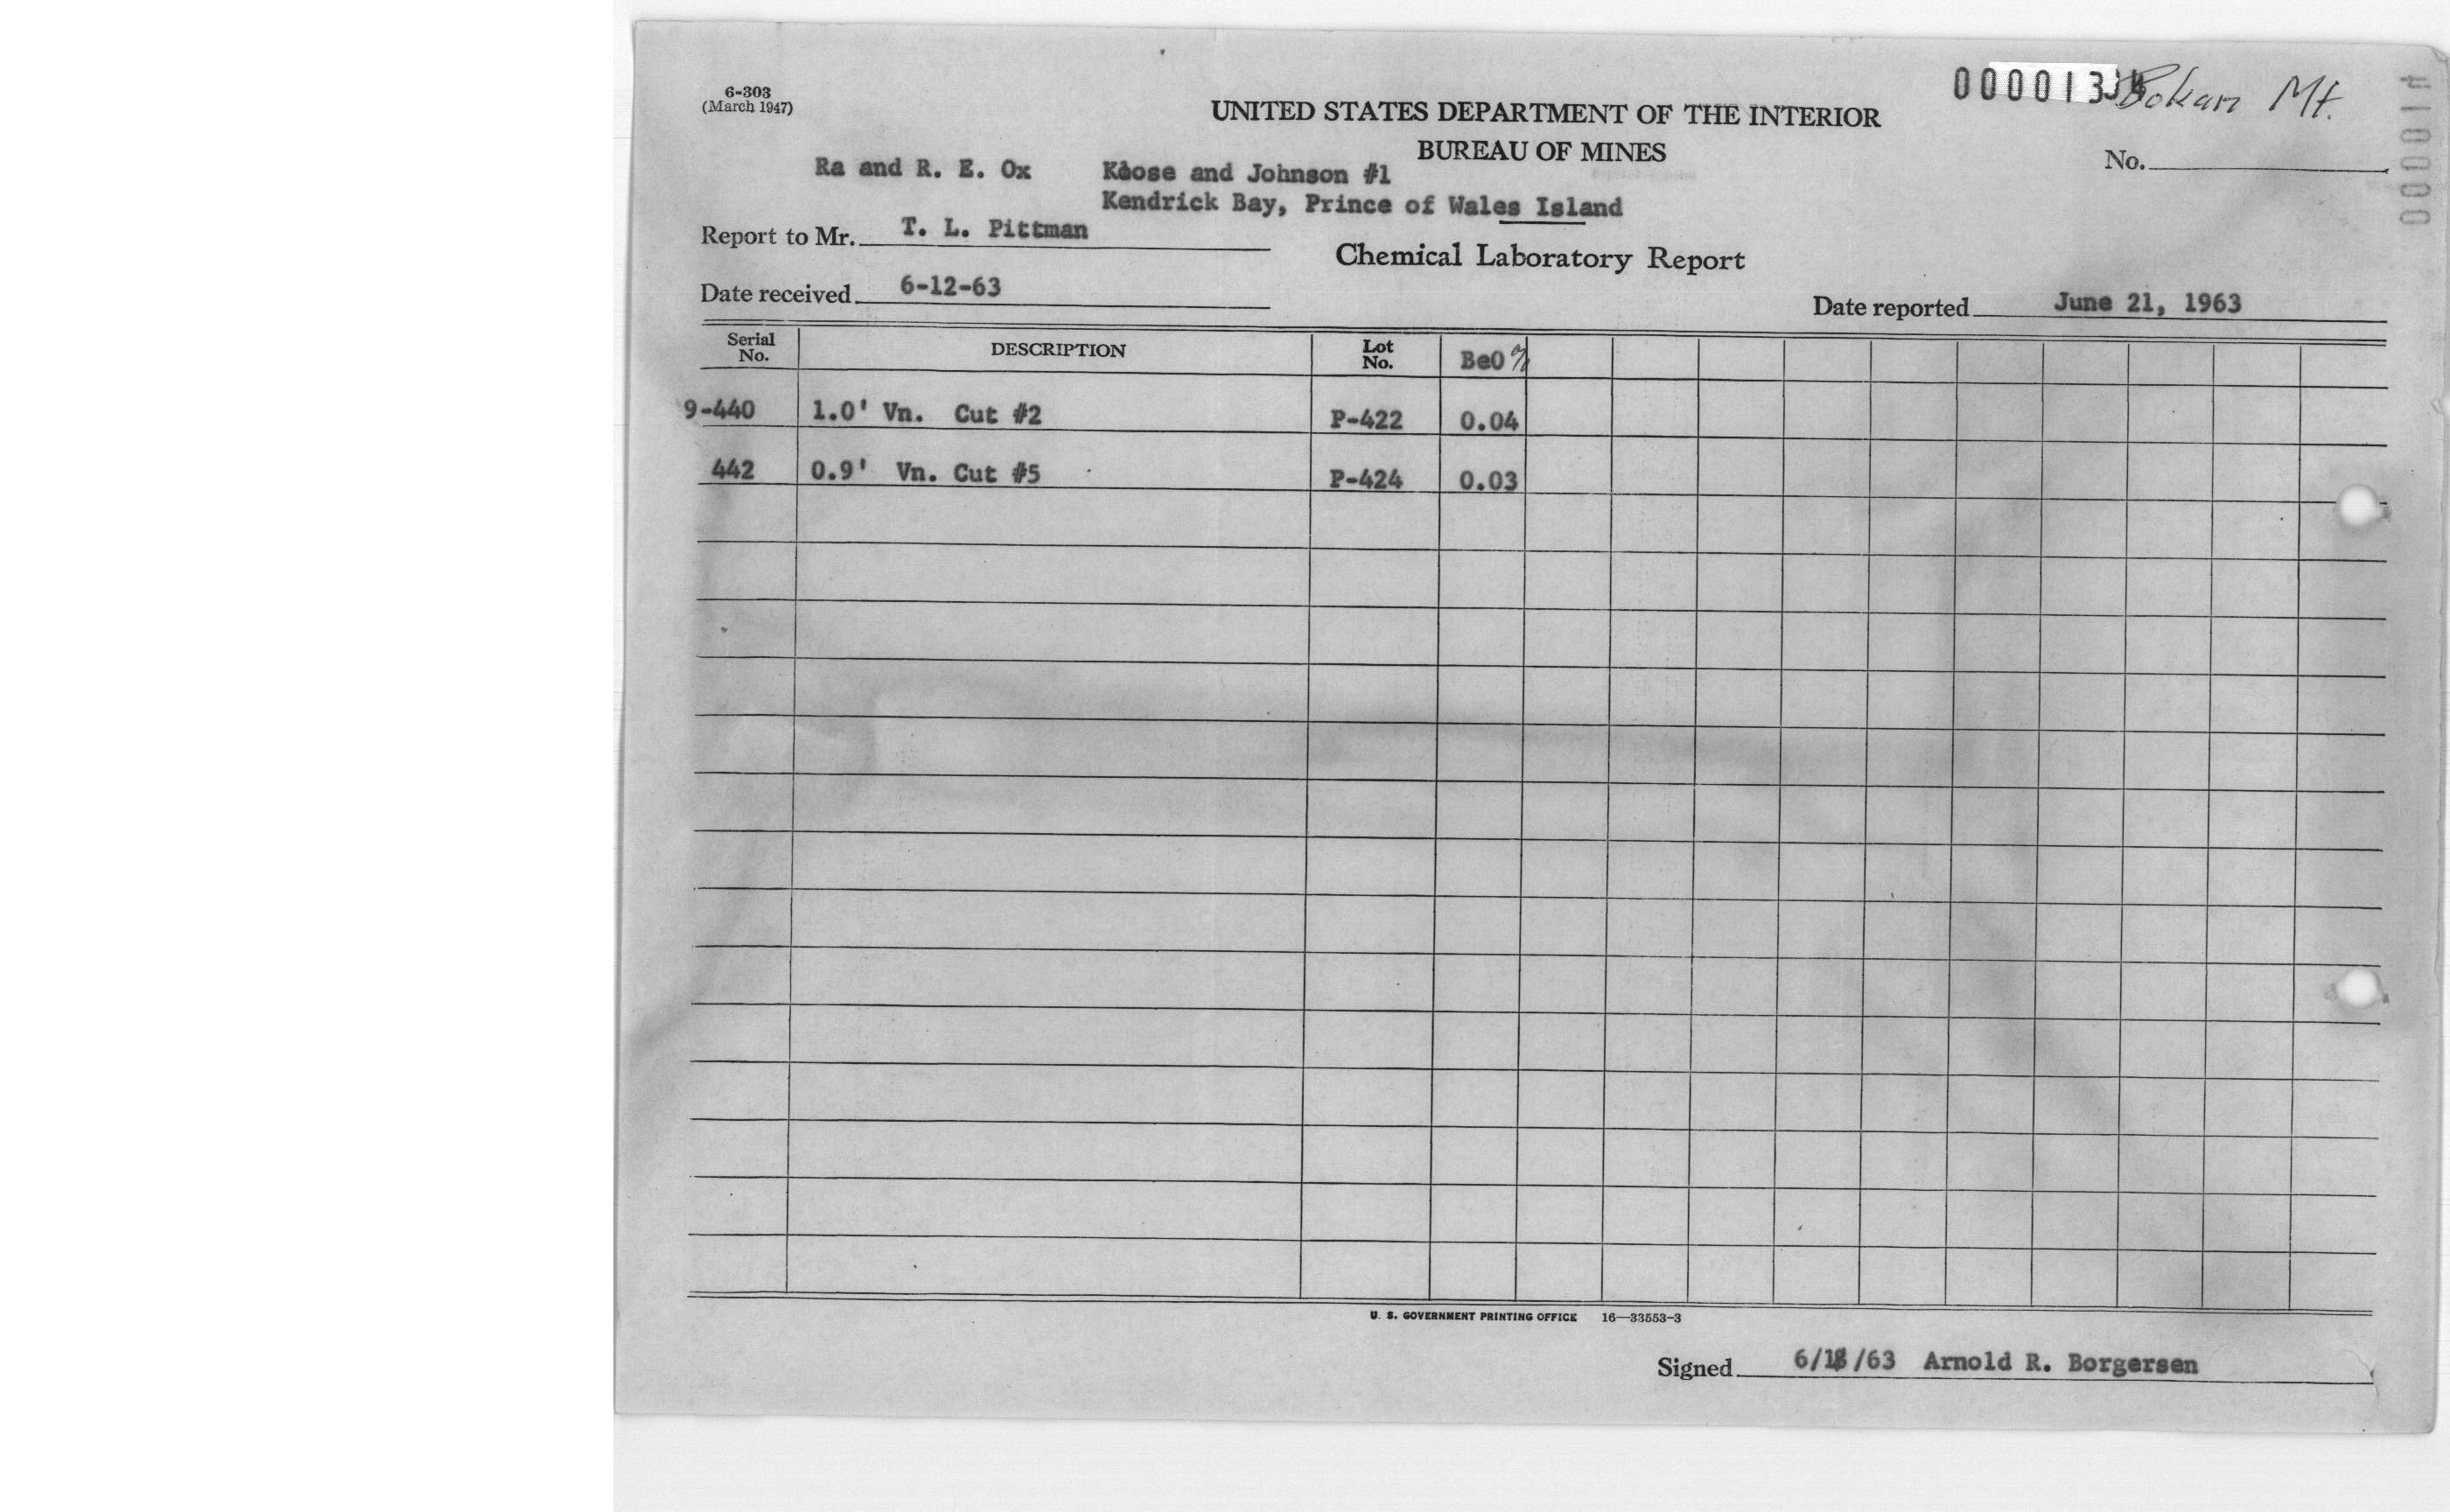 6-303
(March 1947)
Bokan Mt.
UNITED STATES DEPARTMENT OF THE INTERIOR
BUREAU OF MINES
No.
Ra and R. E. Ox and Johnson #1
Kendrick Bay, Prince of Wales Island
Report to Mr. T. L. Pittman
Chemical Laboratory Report
Date received 6-12-63
Date reported June 21, 1963
Serial No. DESCRIPTION Lot No. BeO %
9-440 1.0' Vn. Cut #2 P-422 0.04
442 0.9' Vn. Cut #5 P-424 0.03
U. S. GOVERNMENT PRINTING OFFICE 16—33553-3
Signed 6/18/63 Arnold R. Borgersen